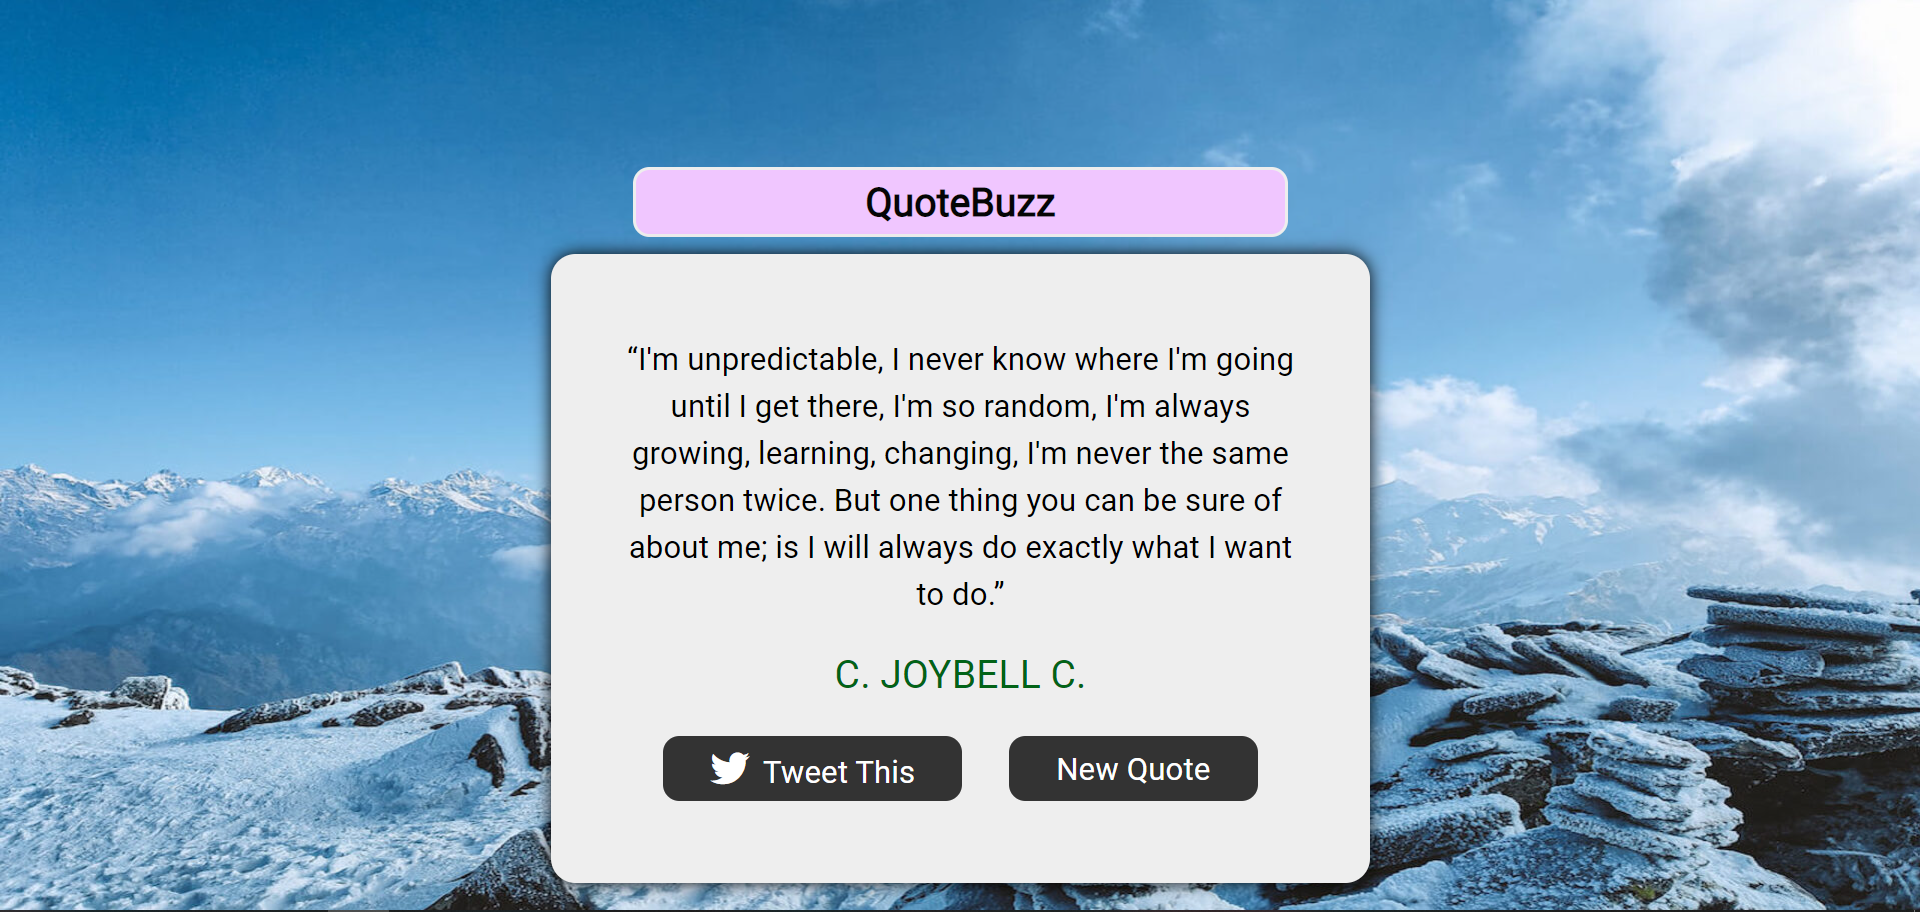 QuoteBuzz
“I'm unpredictable, I never know where I'm going
until I get there, I'm so random, I'm always
growing, learning, changing, I'm never the same
person twice. But one thing you can be sure of
about me; is I will always do exactly what I want
to do.”
C. JOYBELL C.
Tweet This
New Quote